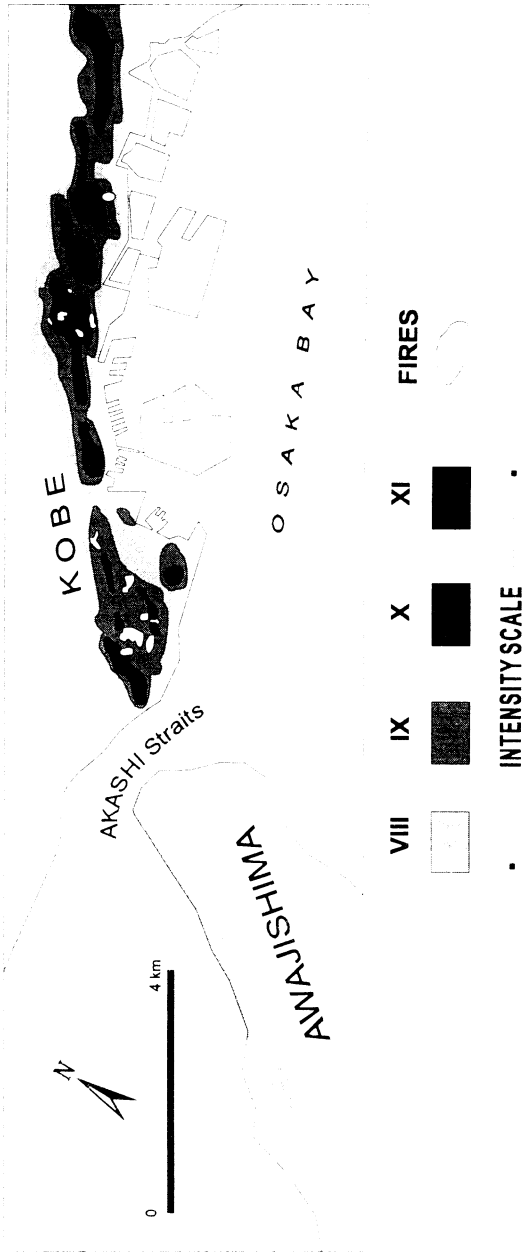 KOBE
AKASHI Straits
OSAKA BAY
AWAJISHIMA
N
0 4 km
VIII IX X XI FIRES
INTENSITY SCALE